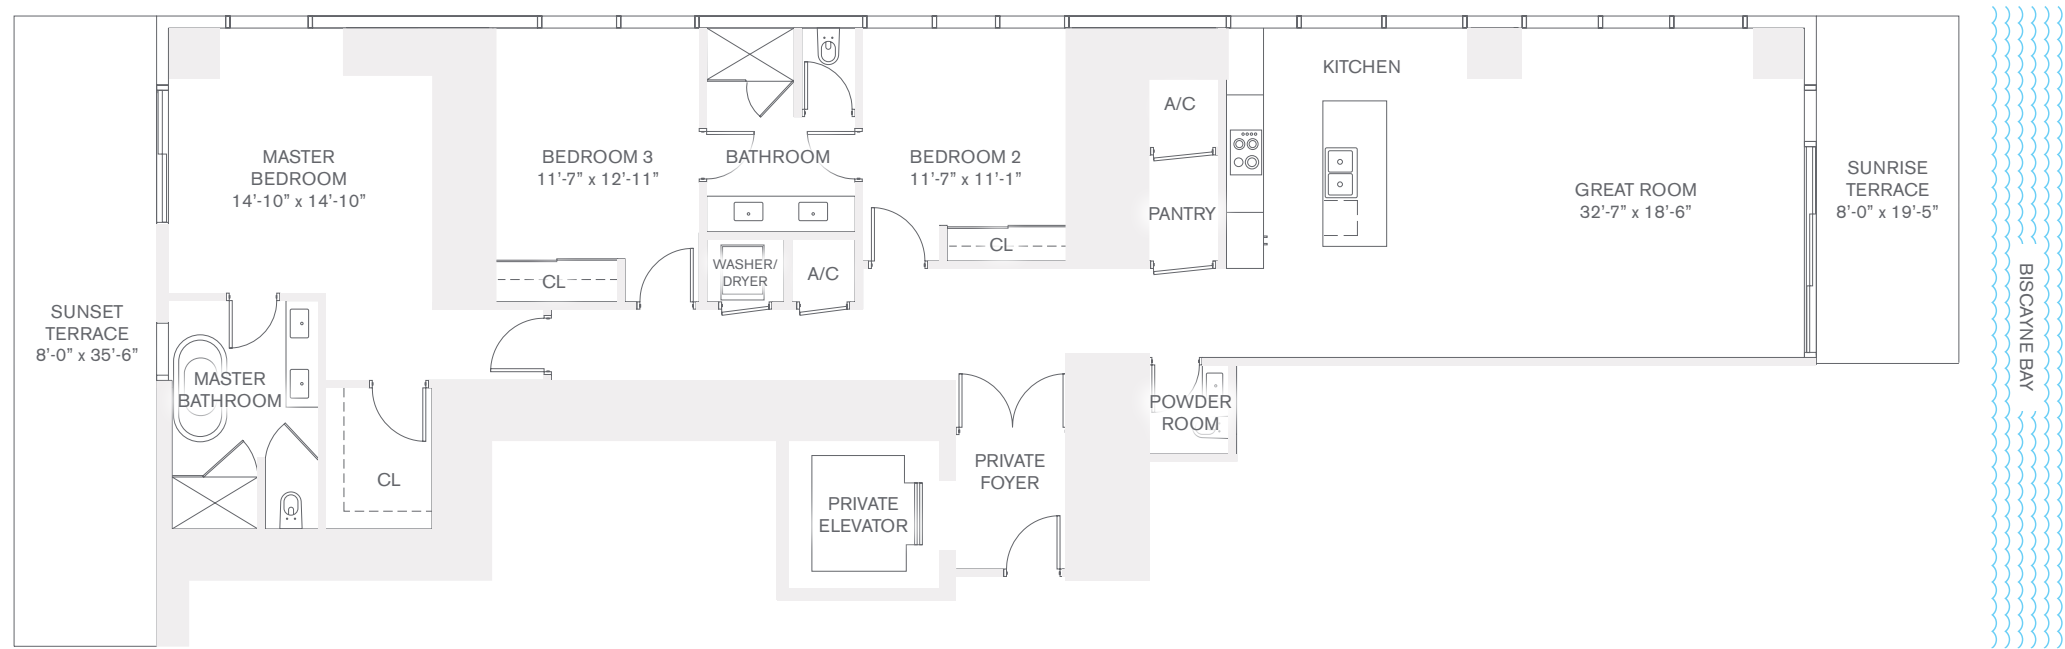 MASTER
BEDROOM
14'-10” x 14'-10”
BEDROOM 3
11'-7” x 12'-11”
BATHROOM
BEDROOM 2
11'-7” x 11'-1”
A/C
PANTRY
KITCHEN
GREAT ROOM
32'-7” x 18'-6”
SUNRISE
TERRACE
8'-0” x 19'-5”
BISCAYNE BAY
CL
WASHER/
DRYER
A/C
CL
SUNSET
TERRACE
8'-0” x 35'-6”
MASTER
BATHROOM
CL
PRIVATE
ELEVATOR
PRIVATE
FOYER
POWDER
ROOM